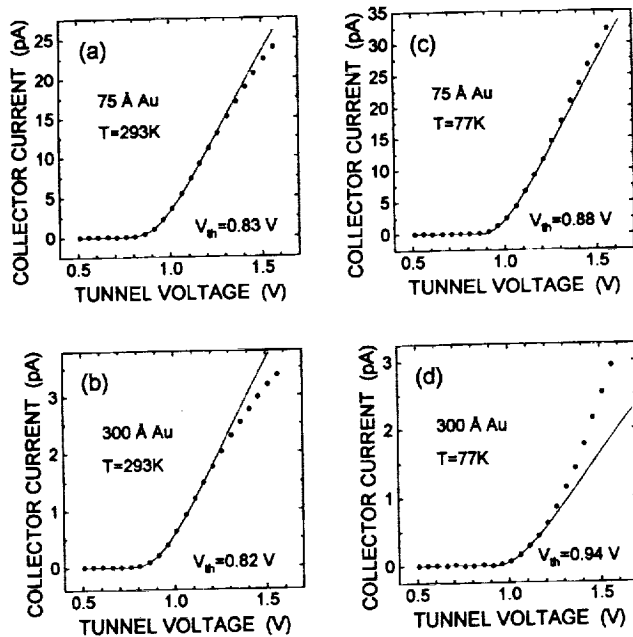 (a)
75 Å Au
T=293K
V_th=0.83 V
25
20
15
10
5
0
0.5 1.0 1.5
COLLECTOR CURRENT (pA)
TUNNEL VOLTAGE (V)
(c)
75 Å Au
T=77K
V_th=0.88 V
35
30
25
20
15
10
5
0
0.5 1.0 1.5
COLLECTOR CURRENT (pA)
TUNNEL VOLTAGE (V)
(b)
300 Å Au
T=293K
V_th=0.82 V
3
2
1
0
0.5 1.0 1.5
COLLECTOR CURRENT (pA)
TUNNEL VOLTAGE (V)
(d)
300 Å Au
T=77K
V_th=0.94 V
3
2
1
0
0.5 1.0 1.5
COLLECTOR CURRENT (pA)
TUNNEL VOLTAGE (V)